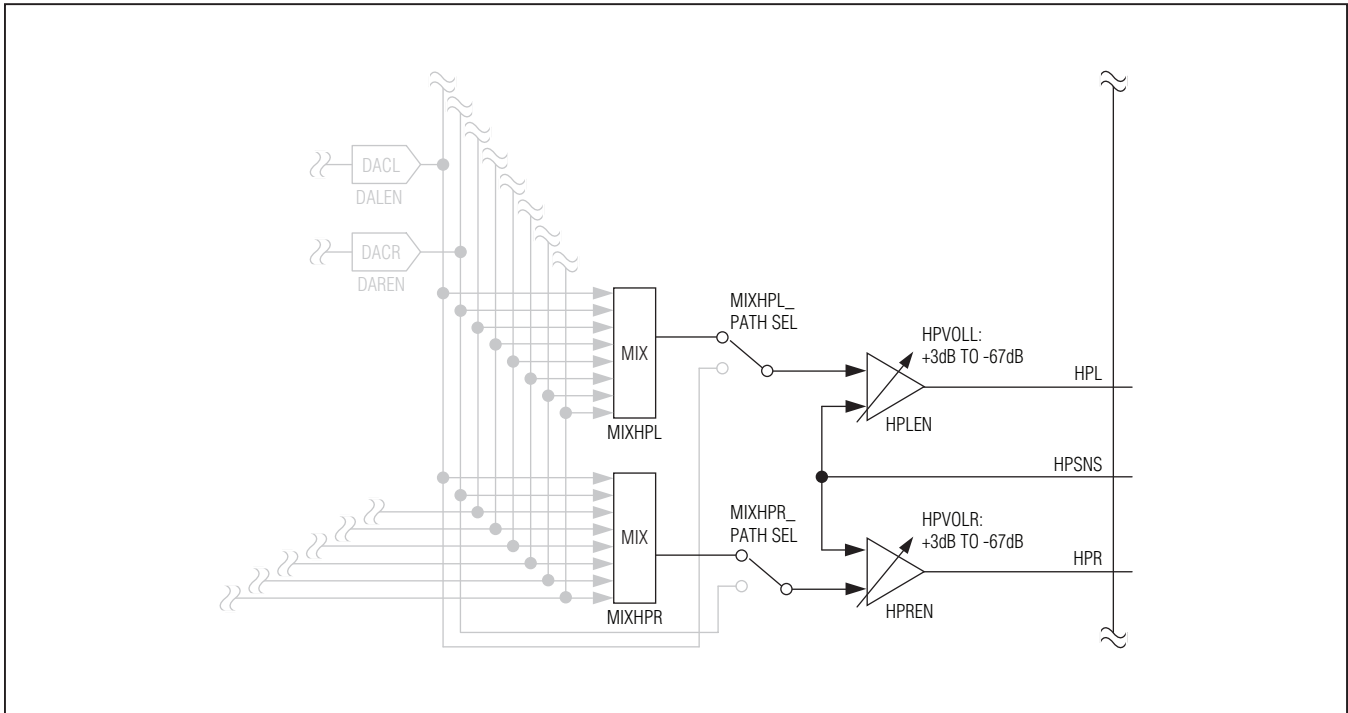 DACL
DALEN
DACR
DAREN
MIXHPL_
PATH SEL
MIX
MIXHPL
HPVOLL:
+3dB TO -67dB
HPL
HPLEN
HPSNS
MIXHPR_
PATH SEL
MIX
MIXHPR
HPVOLR:
+3dB TO -67dB
HPR
HPREN